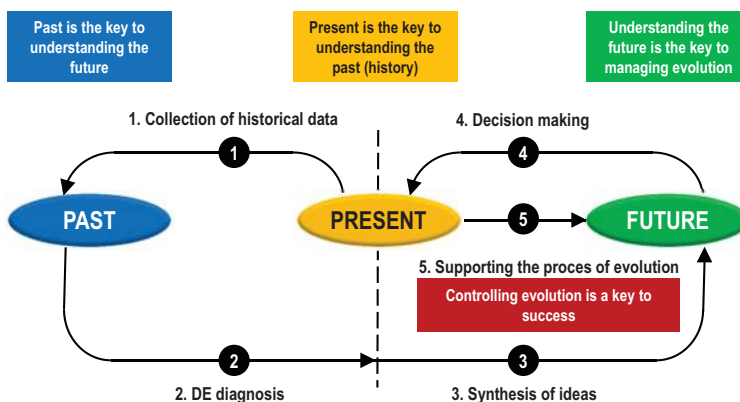 Past is the key to
understanding the
future
Present is the key to
understanding the
past (history)
Understanding the
future is the key to
managing evolution
1. Collection of historical data
4. Decision making
1
4
PAST
PRESENT
5
FUTURE
5. Supporting the proces of evolution
Controlling evolution is a key to
success
2
3
2. DE diagnosis
3. Synthesis of ideas